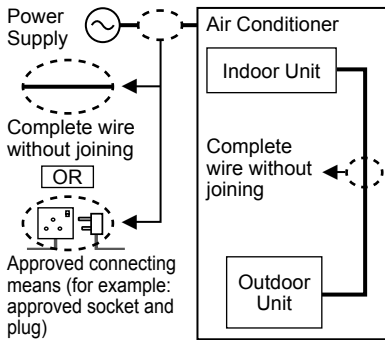 Power
Supply
Air Conditioner
Indoor Unit
Complete wire
without joining
OR
Approved connecting
means (for example:
approved socket and
plug)
Complete
wire without
joining
Outdoor
Unit